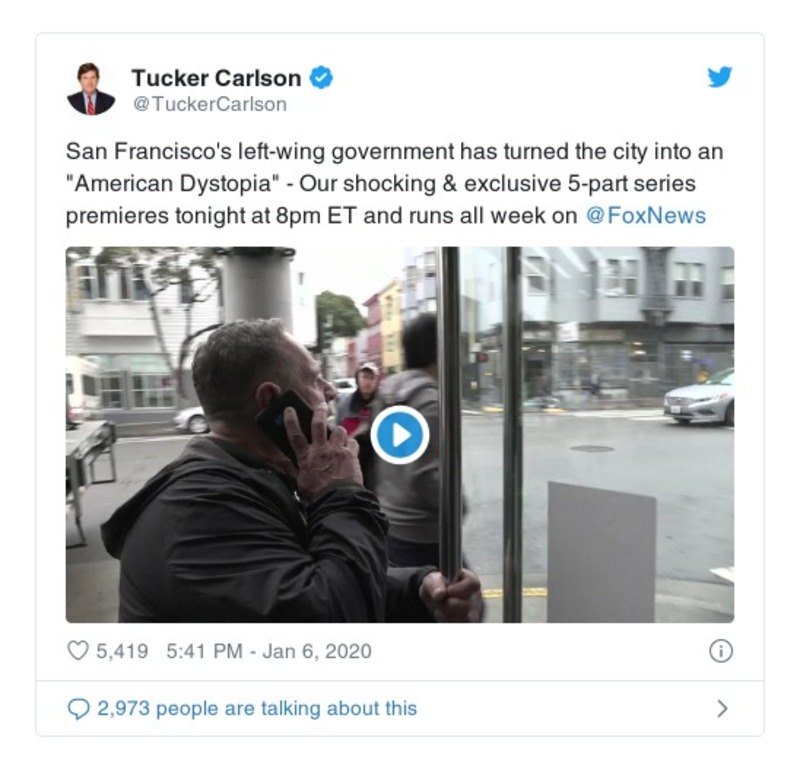 Tucker Carlson
@TuckerCarlson
San Francisco's left-wing government has turned the city into an
"American Dystopia" - Our shocking & exclusive 5-part series
premieres tonight at 8pm ET and runs all week on @FoxNews
5,419 5:41 PM - Jan 6, 2020
2,973 people are talking about this